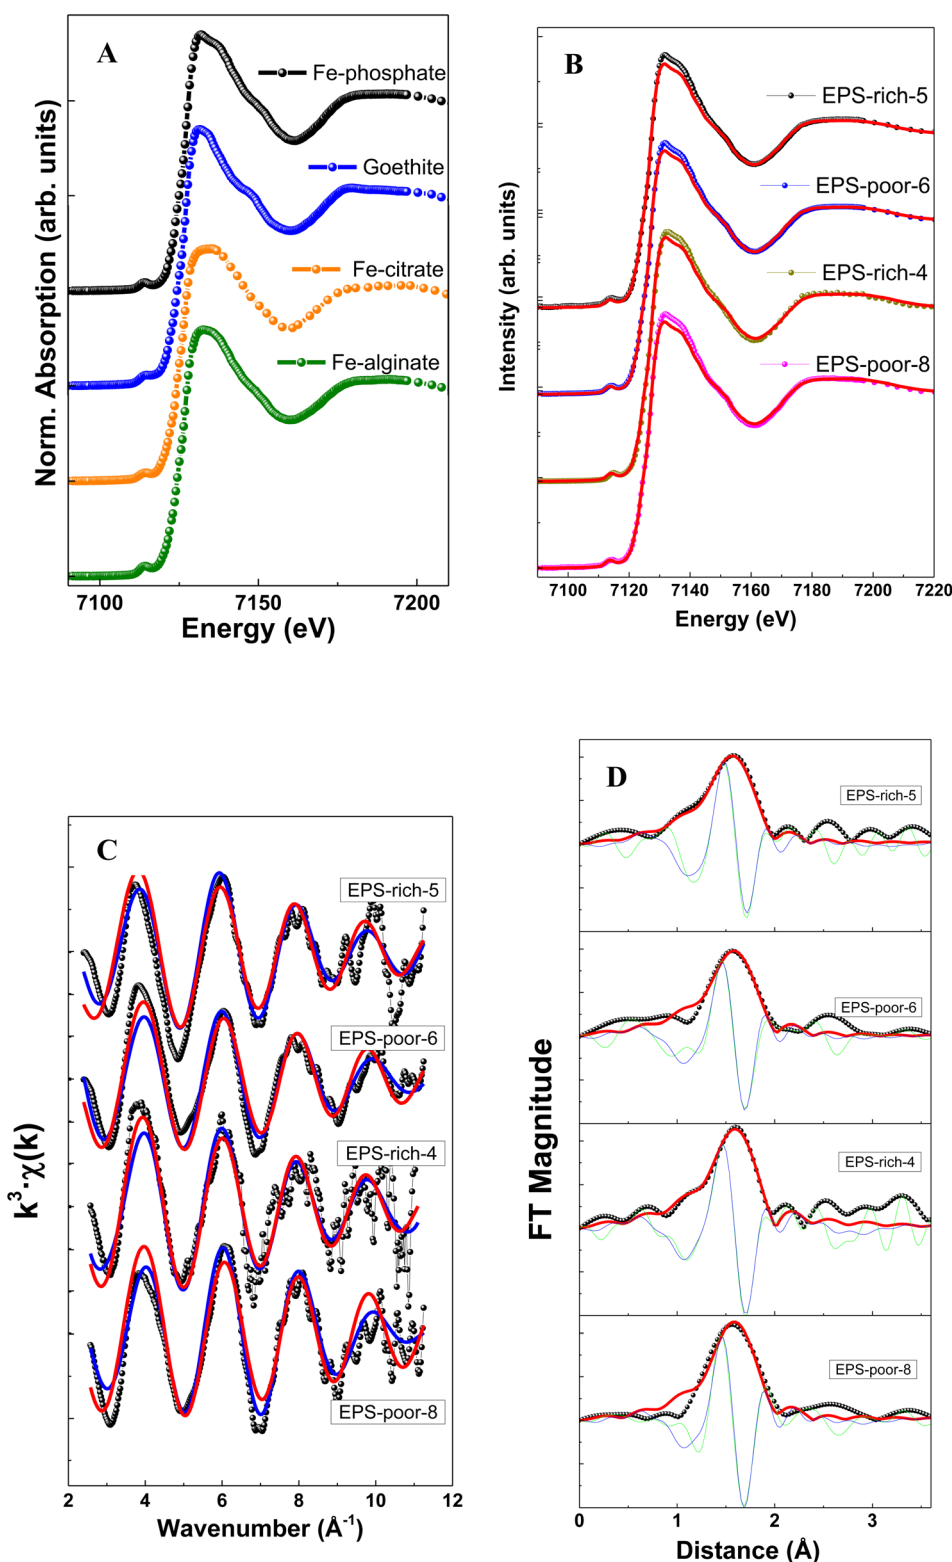 A
Fe-phosphate
Goethite
Fe-citrate
Fe-alginate
Norm. Absorption (arb. units)
7100
7150
7200
Energy (eV)
B
EPS-rich-5
EPS-poor-6
EPS-rich-4
EPS-poor-8
Intensity (arb. units)
7100 7120 7140 7160 7180 7200 7220
Energy (eV)
C
EPS-rich-5
EPS-poor-6
EPS-rich-4
EPS-poor-8
k³·χ(k)
2 4 6 8 10 12
Wavenumber (Å⁻¹)
D
EPS-rich-5
EPS-poor-6
EPS-rich-4
EPS-poor-8
FT Magnitude
0 1 2 3
Distance (Å)